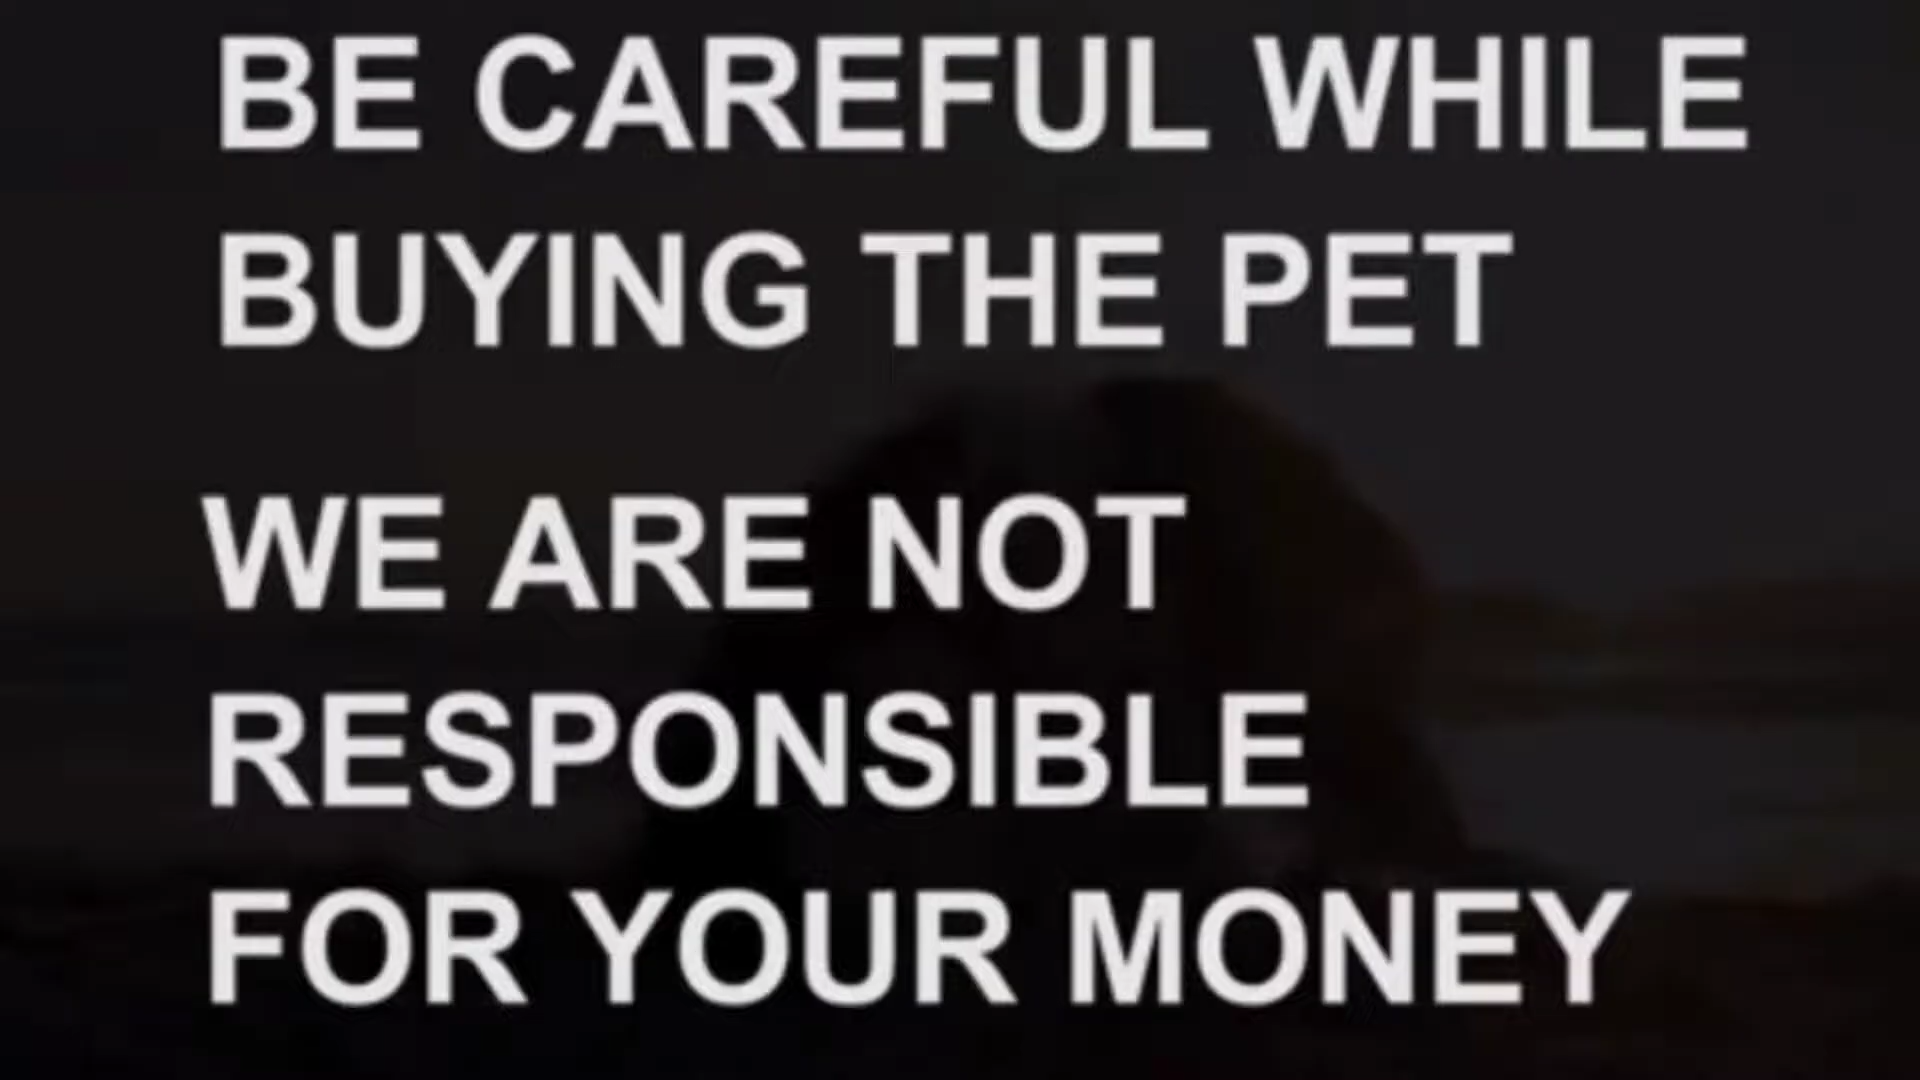 BE CAREFUL WHILE
BUYING THE PET
WE ARE NOT
RESPONSIBLE
FOR YOUR MONEY